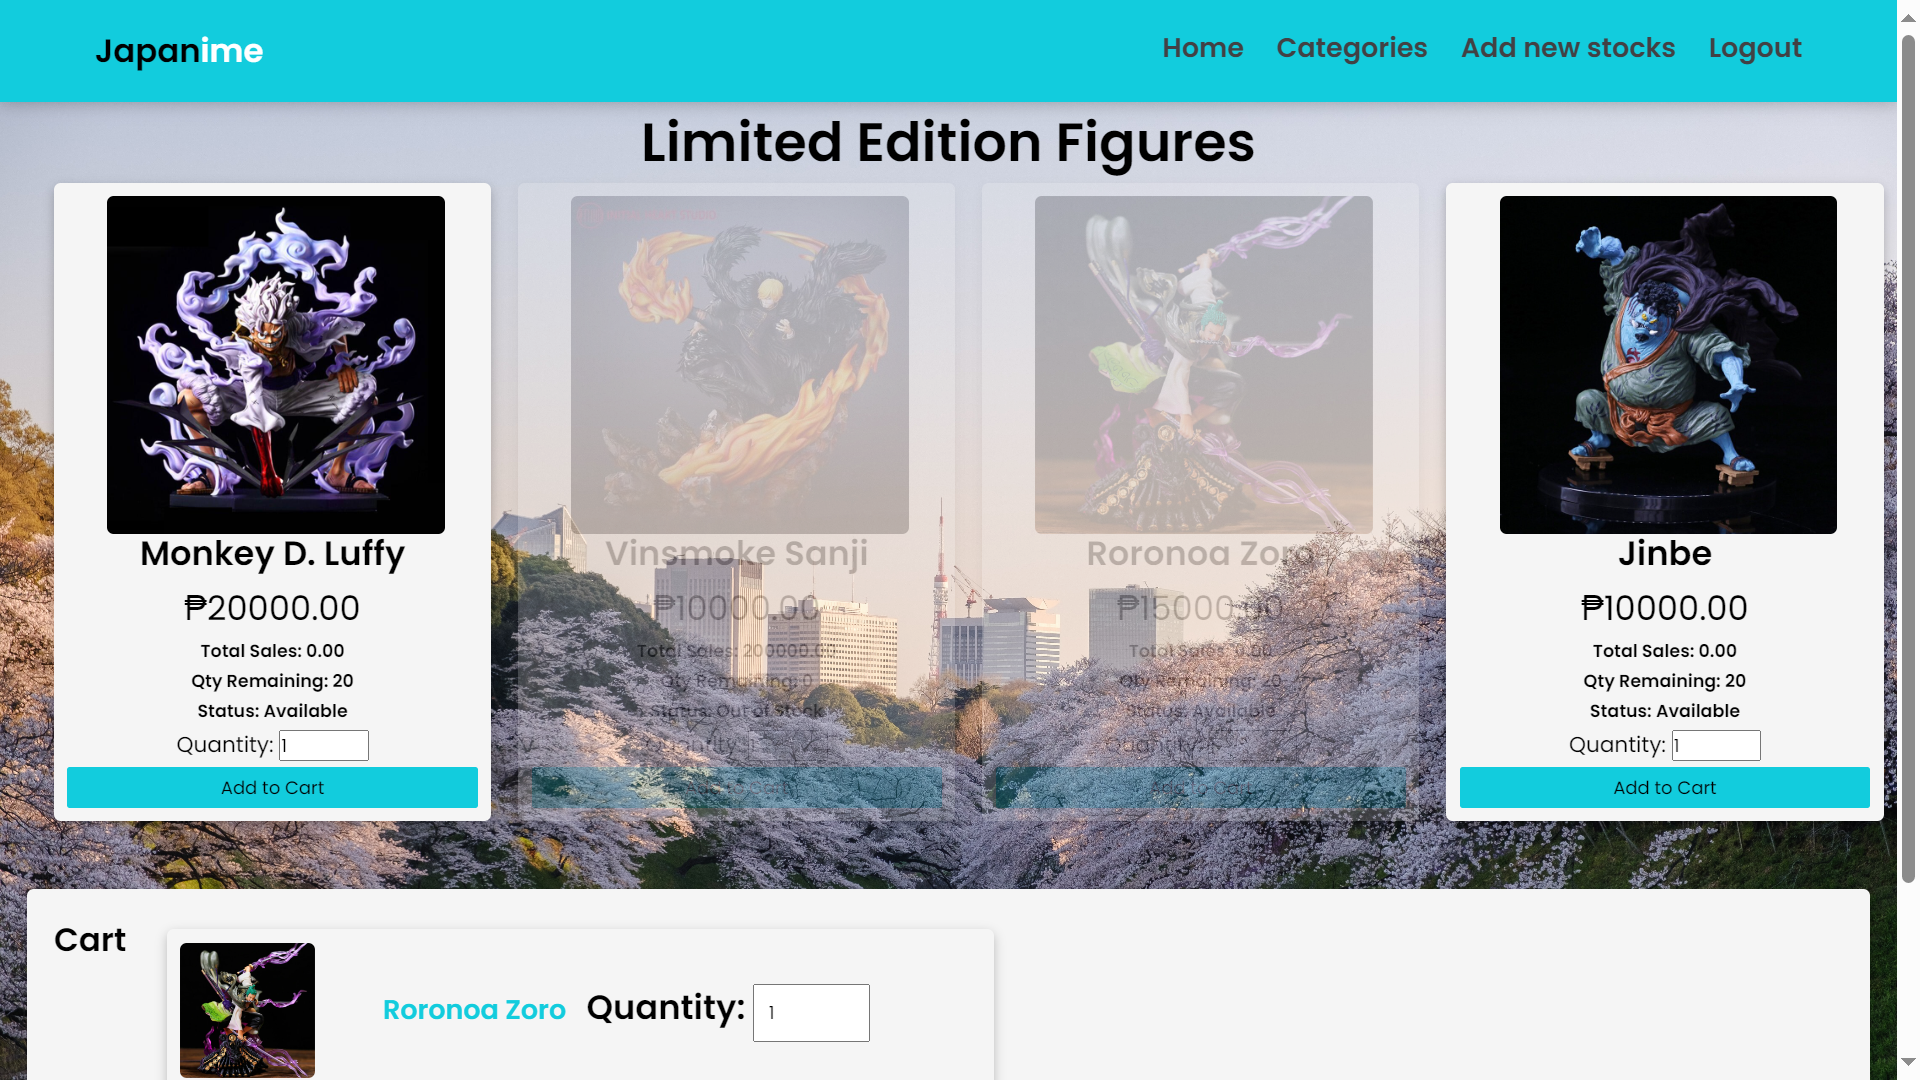 Japanime
Home Categories Add new stocks Logout
Limited Edition Figures
Monkey D. Luffy
₱20000.00
Total Sales: 0.00
Qty Remaining: 20
Status: Available
Quantity: 1
Add to Cart
Vinsmoke Sanji
₱10000.00
Total Sales: 200000.00
Qty Remaining: 0
Status: Out of Stock
Quantity: 1
Roronoa Zoro
₱15000.00
Total Sales: 0.00
Qty Remaining: 20
Status: Available
Quantity: 1
Jinbe
₱10000.00
Total Sales: 0.00
Qty Remaining: 20
Status: Available
Quantity: 1
Add to Cart
Cart
Roronoa Zoro Quantity: 1